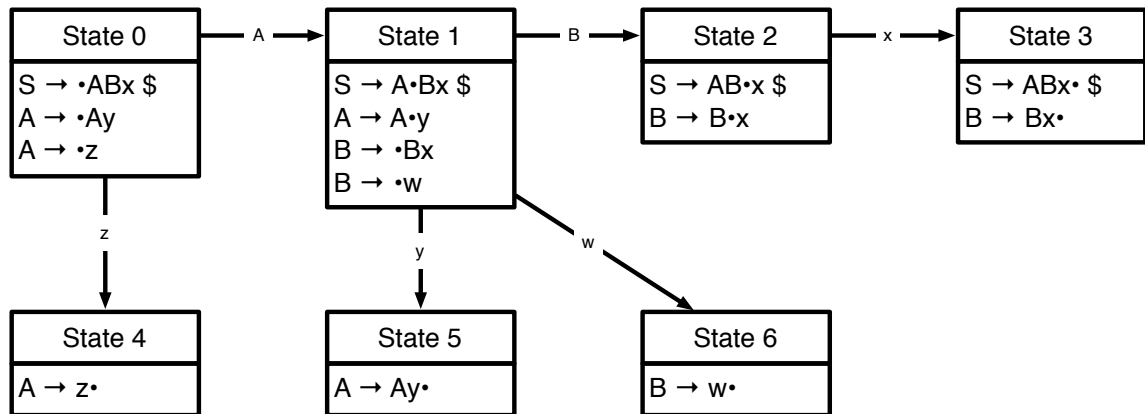 State 0
A
State 1
B
State 2
x
State 3
S → •ABx $
A → •Ay
A → •z
S → A•Bx $
A → A•y
B → •Bx
B → •w
S → AB•x $
B → B•x
S → ABx• $
B → Bx•
z
y
w
State 4
State 5
State 6
A → z•
A → Ay•
B → w•